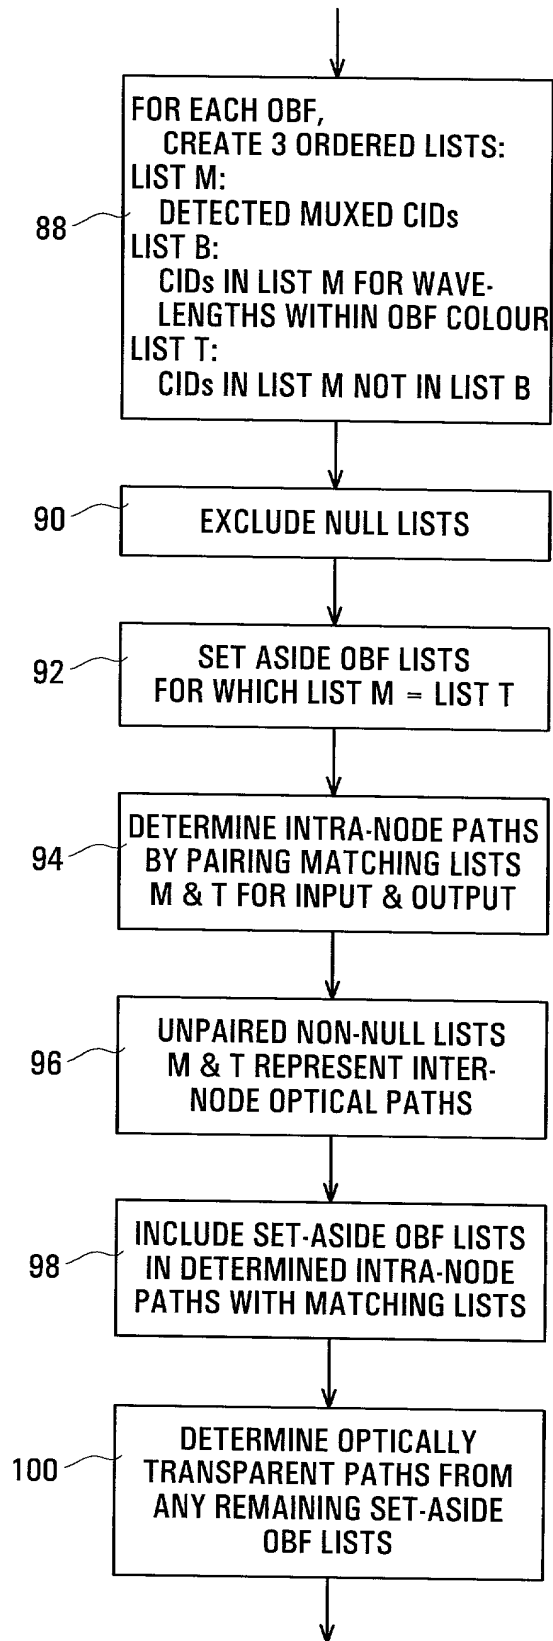 FOR EACH OBF,
CREATE 3 ORDERED LISTS:
LIST M:
DETECTED MUXED CIDs
88
LIST B:
CIDs IN LIST M FOR WAVE-
LENGTHS WITHIN OBF COLOUR
LIST T:
CIDs IN LIST M NOT IN LIST B
90
EXCLUDE NULL LISTS
92
SET ASIDE OBF LISTS
FOR WHICH LIST M = LIST T
94
DETERMINE INTRA-NODE PATHS
BY PAIRING MATCHING LISTS
M & T FOR INPUT & OUTPUT
96
UNPAIRED NON-NULL LISTS
M & T REPRESENT INTER-
NODE OPTICAL PATHS
98
INCLUDE SET-ASIDE OBF LISTS
IN DETERMINED INTRA-NODE
PATHS WITH MATCHING LISTS
100
DETERMINE OPTICALLY
TRANSPARENT PATHS FROM
ANY REMAINING SET-ASIDE
OBF LISTS